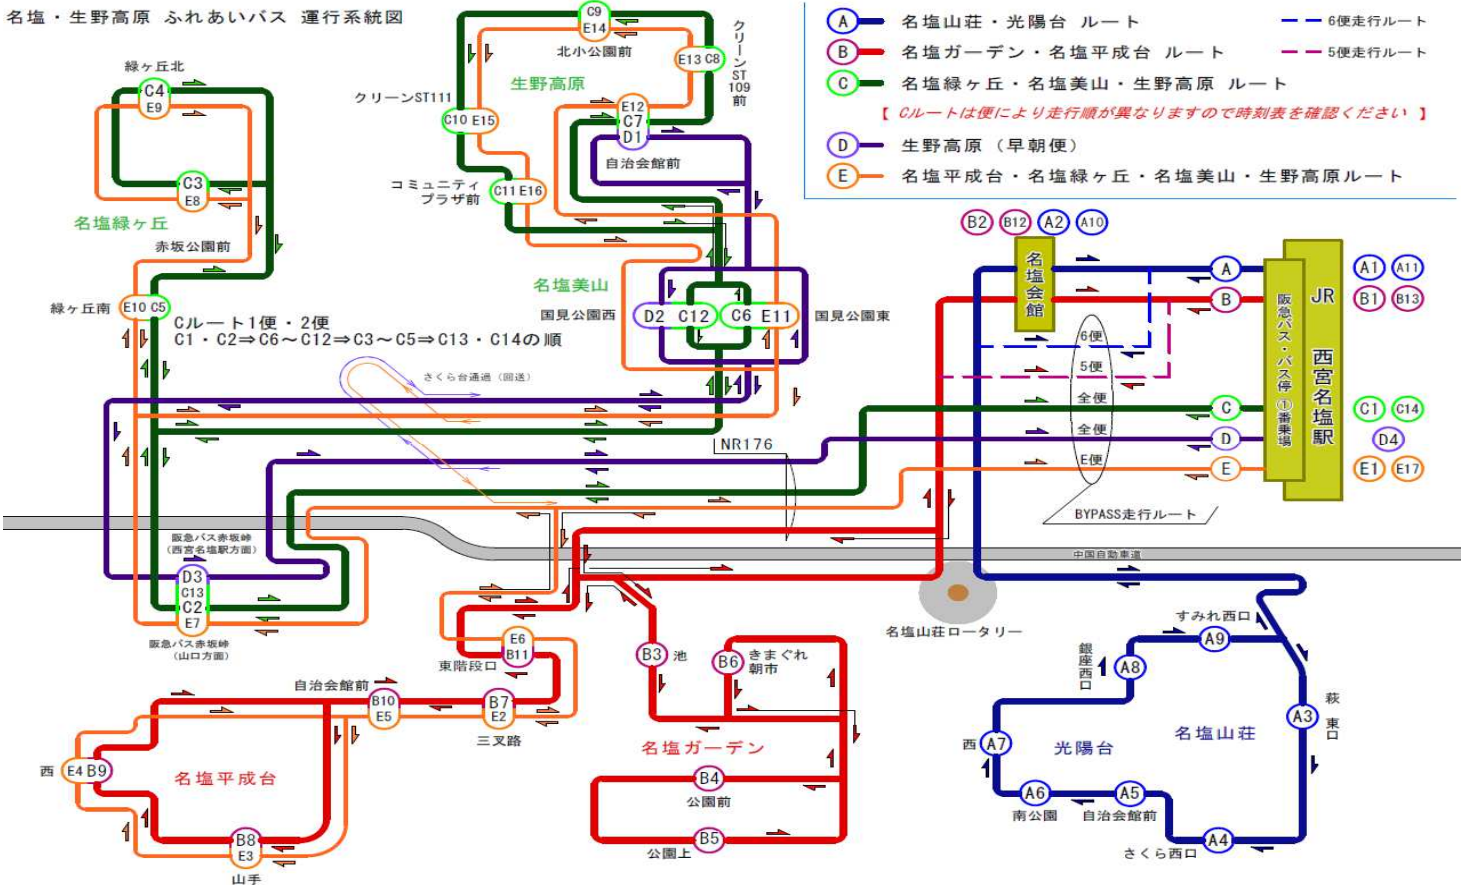 名塩・生野高原 ふれあいバス 運行系統図
A 名塩山荘・光陽台 ルート
6便走行ルート
B 名塩ガーデン・名塩平成台 ルート
5便走行ルート
C 名塩緑ヶ丘・名塩美山・生野高原 ルート
【 Cルートは便により走行順が異なりますので時刻表を確認ください 】
D 生野高原（早朝便）
E 名塩平成台・名塩緑ヶ丘・名塩美山・生野高原ルート
緑ヶ丘北
C4
E9
C3
E8
名塩緑ヶ丘
赤坂公園前
緑ヶ丘南
E10 C5
Cルート1便・2便
C1・C2⇒C6～C12⇒C3～C5⇒C13・C14の順
C9
E14
北小公園前
生野高原
E13 C8
クリーンST109前
クリーンST111
C10 E15
E12
C7
D1
自治会館前
コミュニティ
プラザ前
C11 E16
名塩美山
国見公園西
D2 C12
C6 E11
国見公園東
さくら台通過（回送）
NR176
B2 B12 A2 A10
名塩会館
A
B
C
D
E
6便
5便
全便
全便
E便
BYPASS走行ルート
阪急バス・バス停 ①番乗場
JR 西宮名塩駅
A1 A11
B1 B13
C1 C14
D4
E1 E17
中国自動車道
阪急バス赤坂峠
（西宮名塩駅方面）
D3
C13
C2
E7
阪急バス赤坂峠
（山口方面）
名塩山荘ロータリー
E6
B11
東階段口
自治会館前
B10
E5
B7
E2
三叉路
西
E4 B9
名塩平成台
B8
E3
山手
B3 池
B6 きまぐれ
朝市
名塩ガーデン
B4
公園前
B5
公園上
すみれ西口
A9
銀座西口
A8
A3
萩 東口
名塩山荘
光陽台
西 A7
A6
南公園
A5
自治会館前
さくら西口 A4